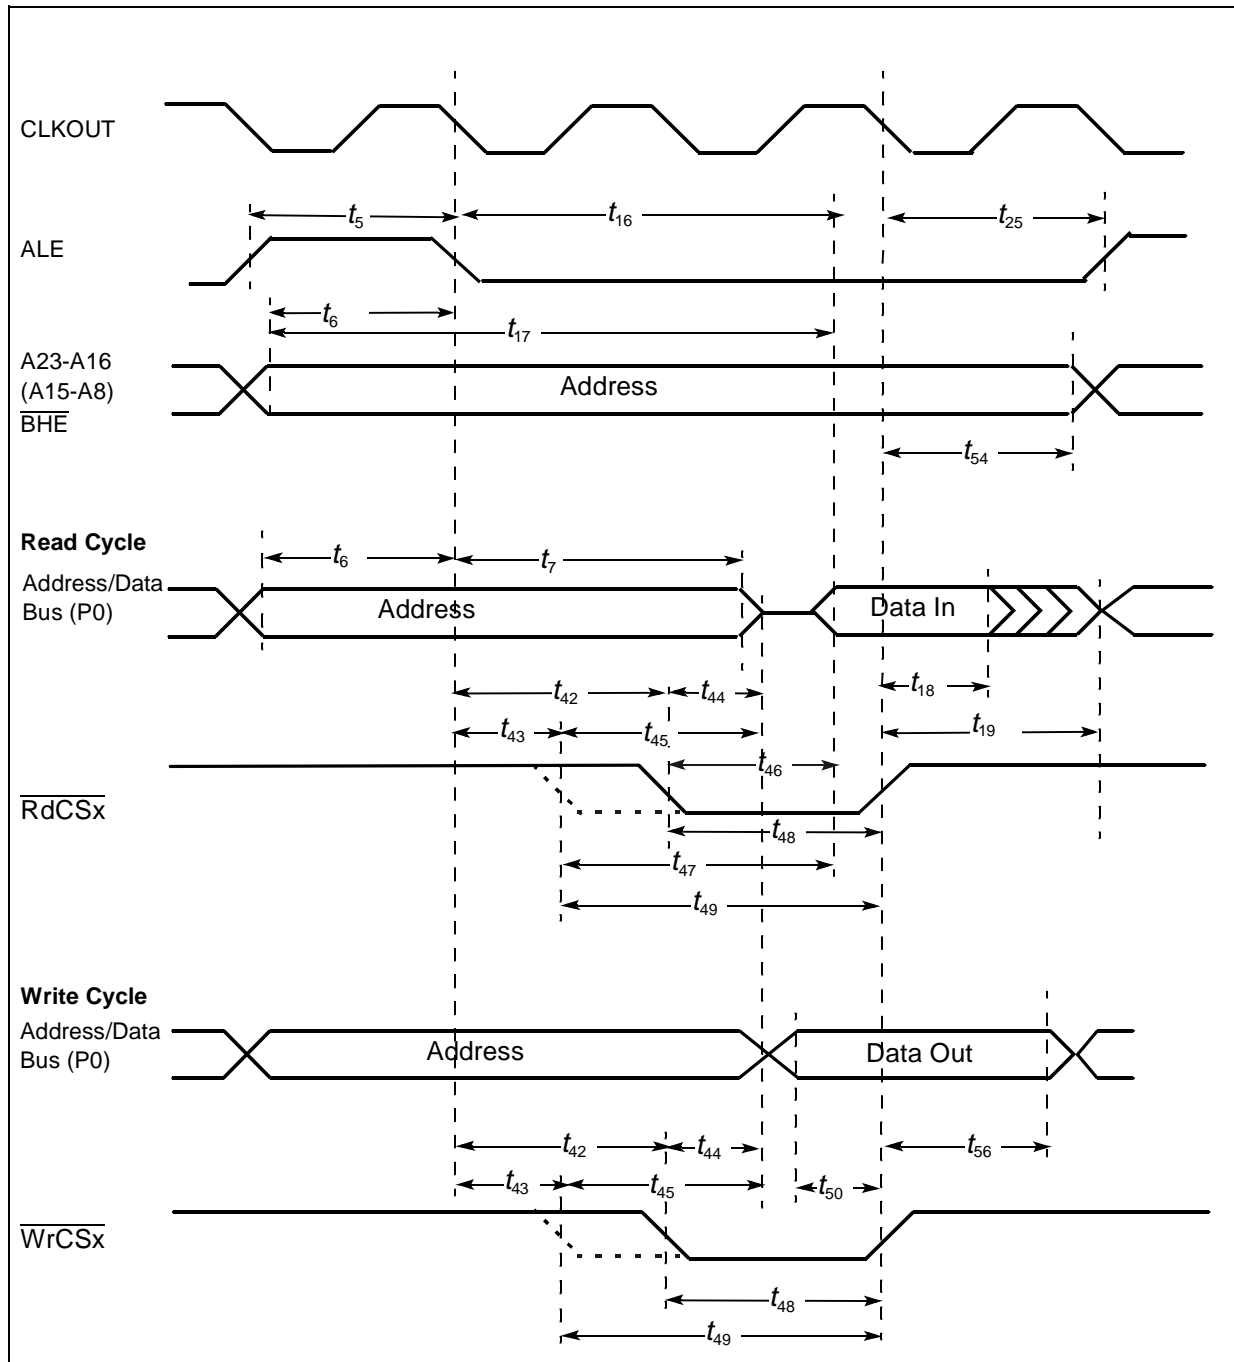 CLKOUT
t5
t16
t25
ALE
t6
t17
A23-A16
(A15-A8)
BHE
Address
t54
Read Cycle
t6
t7
Address/Data
Bus (P0)
Address
Data In
t42
t44
t18
t43
t45
t19
t46
RdCSx
t48
t47
t49
Write Cycle
Address/Data
Bus (P0)
Address
Data Out
t42
t44
t56
t43
t45
t50
WrCSx
t48
t49